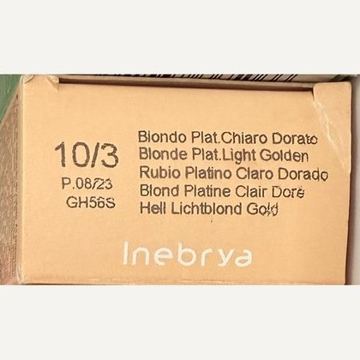 10/3
P.08/23
GH56S
Biondo Plat.Chiaro Dorato
Blonde Plat.Light Golden
Rubio Platino Claro Dorado
Blond Platine Clair Doré
Hell Lichtblond Gold
Inebrya